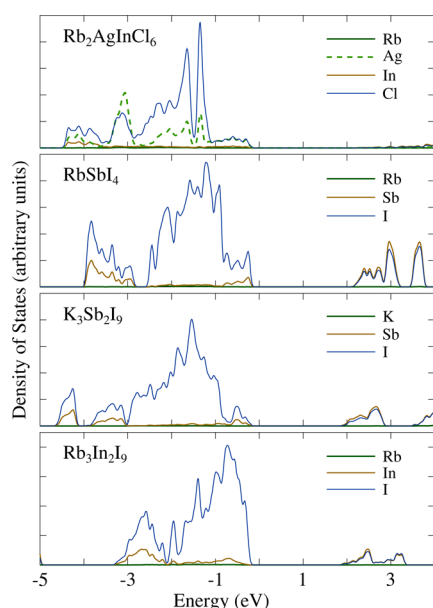 Rb₂AgInCl₆
Rb
Ag
In
Cl
RbSbI₄
Rb
Sb
I
K₃Sb₂I₉
K
Sb
I
Rb₃In₂I₉
Rb
In
I
Density of States (arbitrary units)
-5 -3 -1 1 3
Energy (eV)